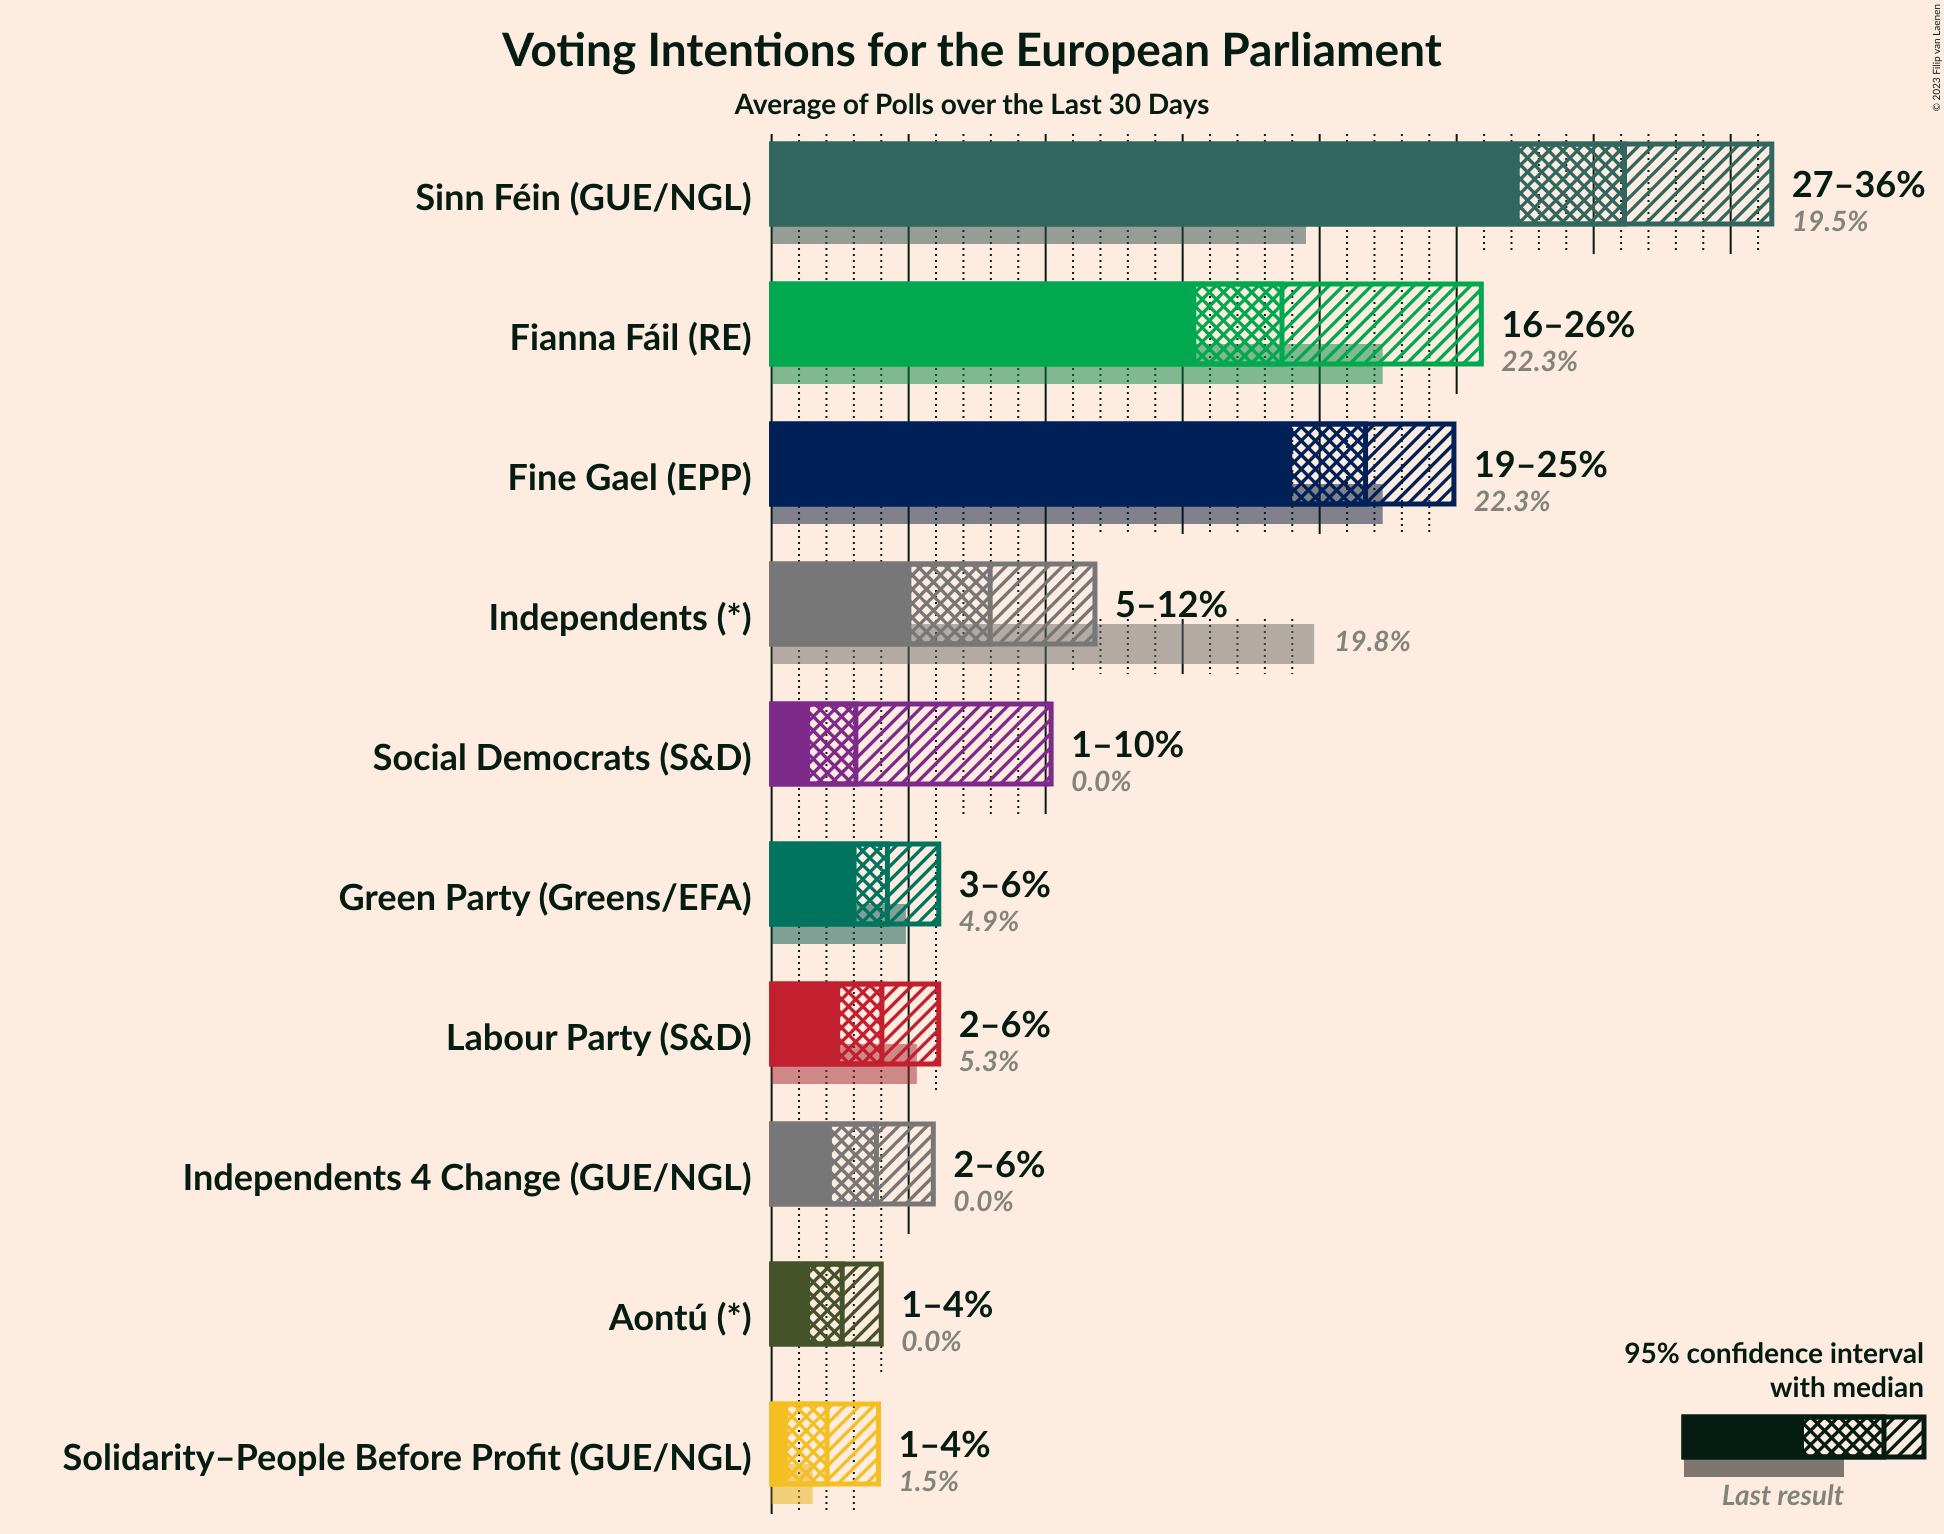 Voting Intentions for the European Parliament
Average of Polls over the Last 30 Days
© 2023 Filip van Laenen
Sinn Féin (GUE/NGL)
27–36%
19.5%
Fianna Fáil (RE)
16–26%
22.3%
Fine Gael (EPP)
19–25%
22.3%
Independents (*)
5–12%
19.8%
Social Democrats (S&D)
1–10%
0.0%
Green Party (Greens/EFA)
3–6%
4.9%
Labour Party (S&D)
2–6%
5.3%
Independents 4 Change (GUE/NGL)
2–6%
0.0%
Aontú (*)
1–4%
0.0%
Solidarity–People Before Profit (GUE/NGL)
1–4%
1.5%
95% confidence interval
with median
Last result